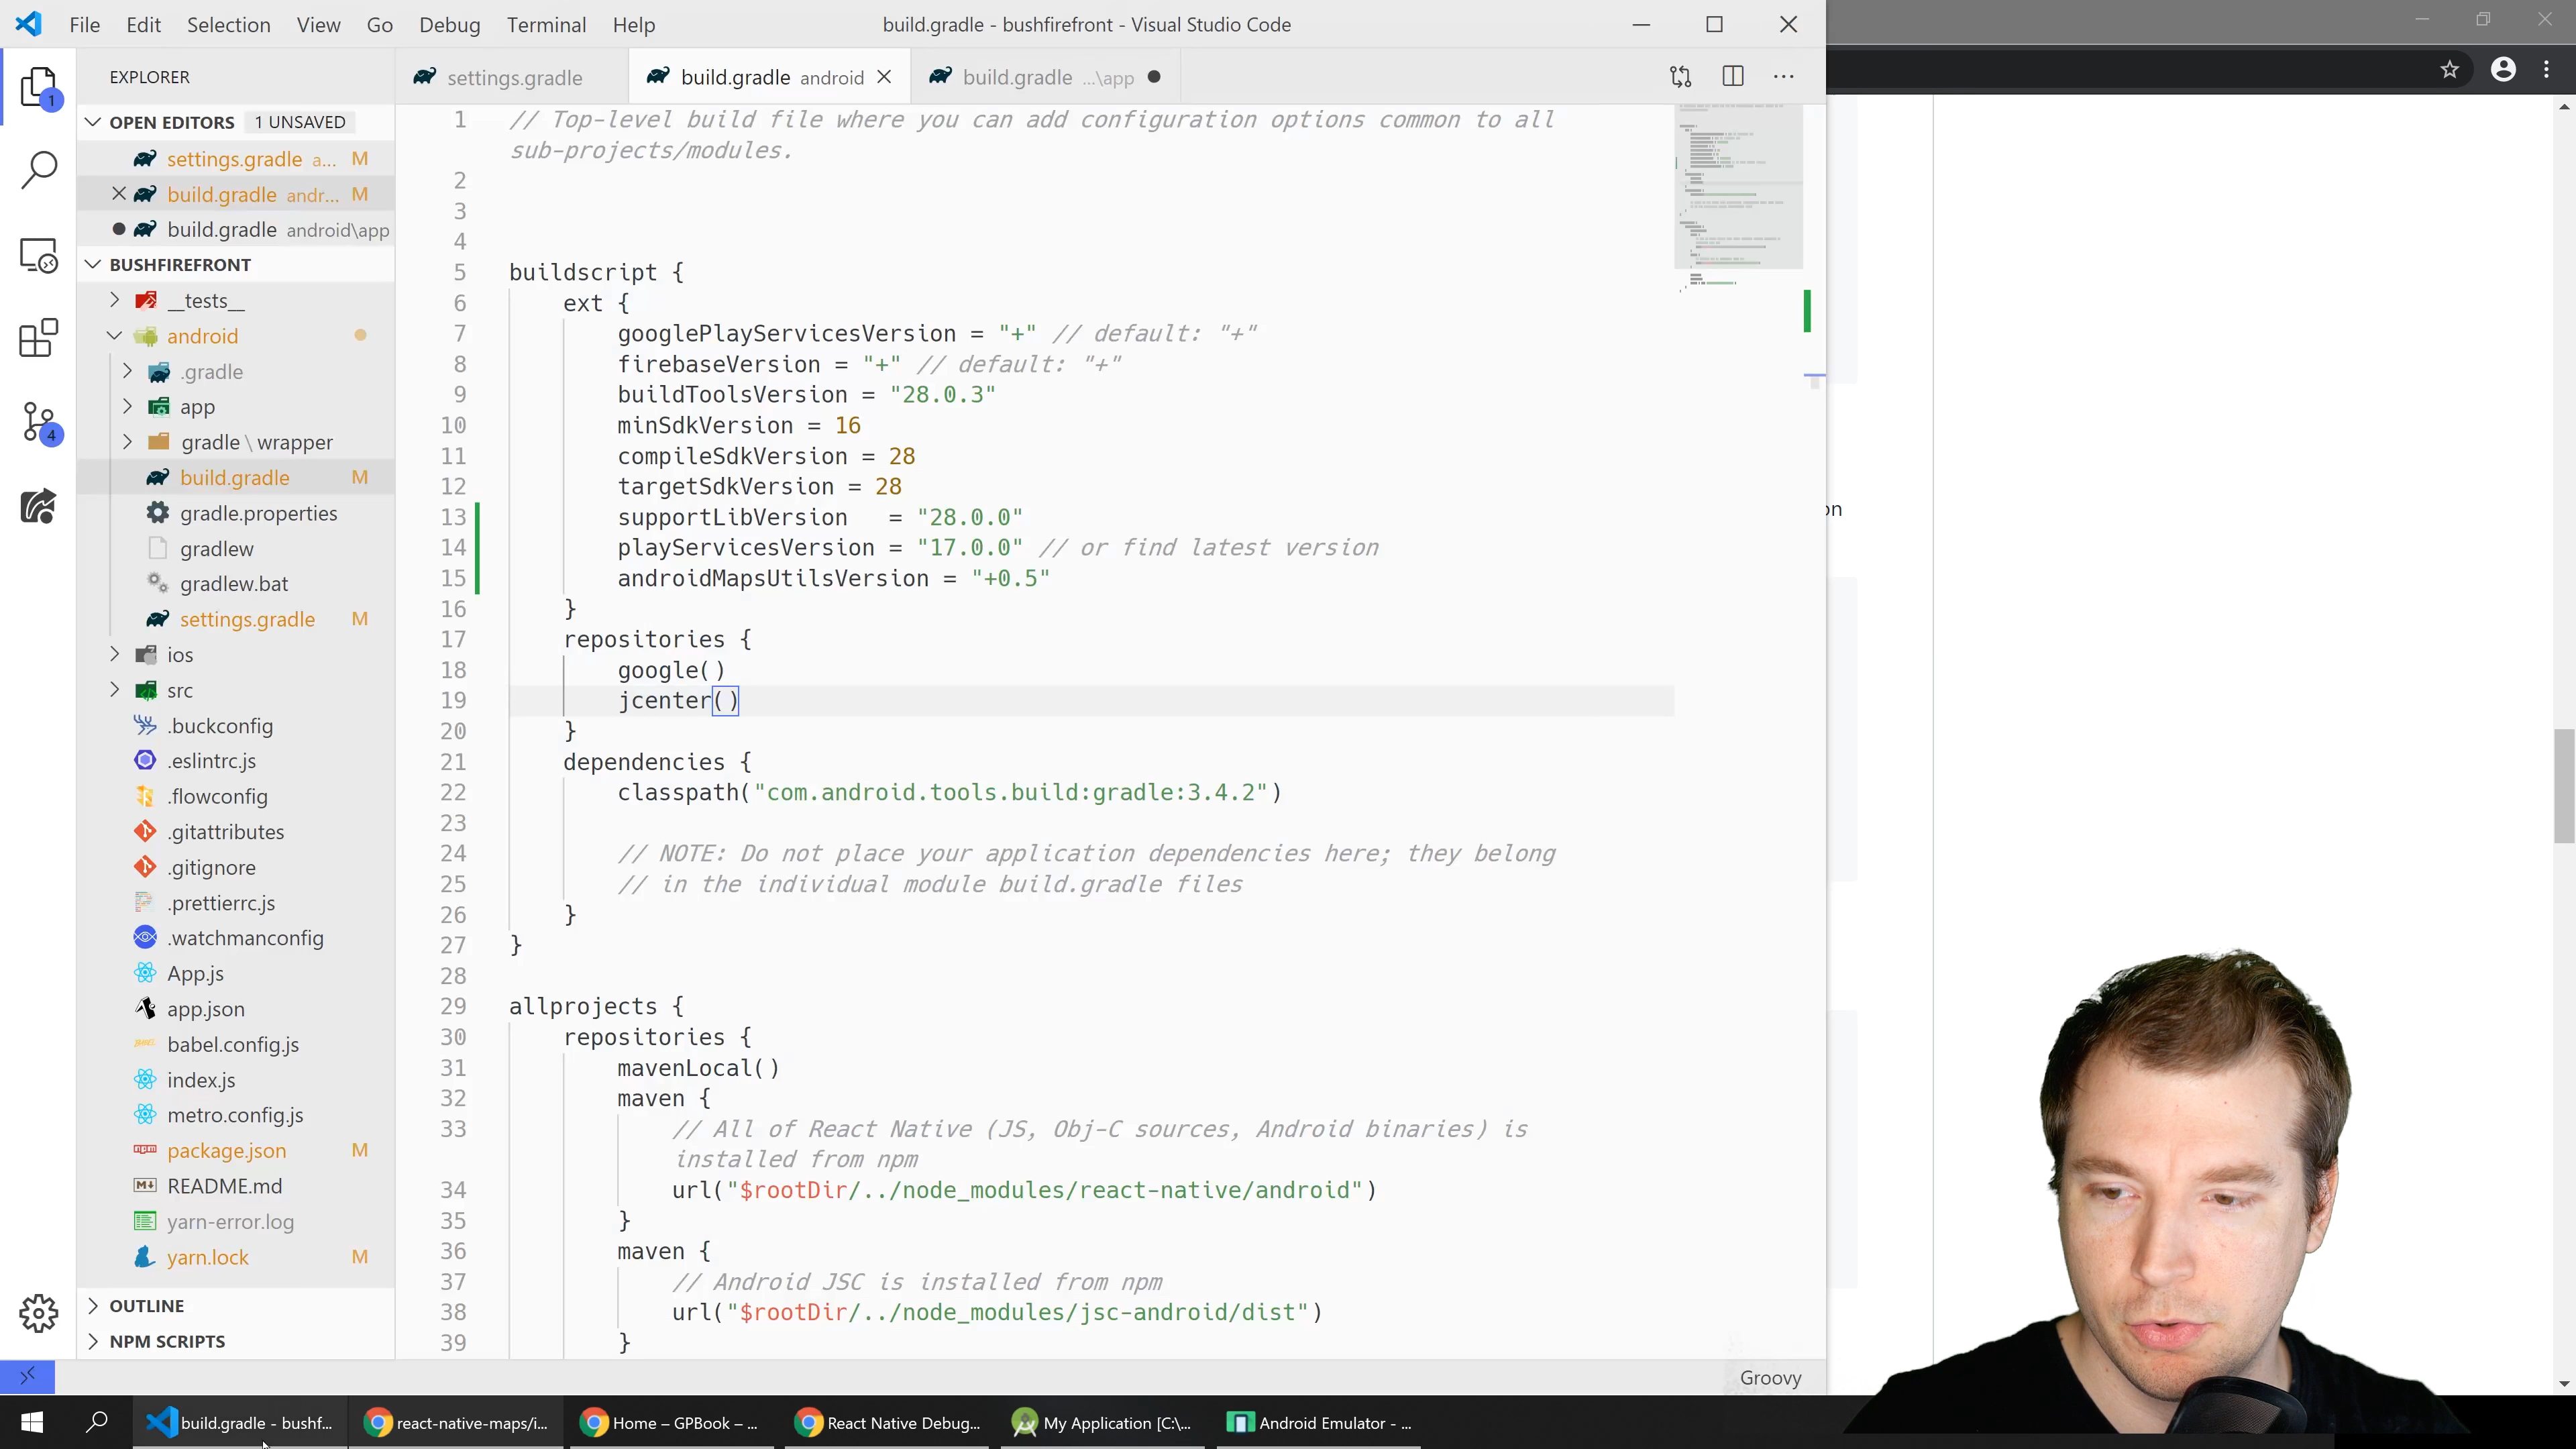 File Edit Selection View Go Debug Terminal Help
build.gradle - bushfirefront - Visual Studio Code
EXPLORER
settings.gradle
build.gradle android
build.gradle ...\app
OPEN EDITORS 1 UNSAVED
settings.gradle a... M
build.gradle andr... M
build.gradle android\app
BUSHFIREFRONT
__tests__
android
.gradle
app
gradle \ wrapper
build.gradle M
gradle.properties
gradlew
gradlew.bat
settings.gradle M
ios
src
.buckconfig
.eslintrc.js
.flowconfig
.gitattributes
.gitignore
.prettierrc.js
.watchmanconfig
App.js
app.json
babel.config.js
index.js
metro.config.js
package.json M
README.md
yarn-error.log
yarn.lock M
OUTLINE
NPM SCRIPTS
1
4
1 // Top-level build file where you can add configuration options common to all
sub-projects/modules.
2
3
4
5 buildscript {
6 ext {
7 googlePlayServicesVersion = "+" // default: "+"
8 firebaseVersion = "+" // default: "+"
9 buildToolsVersion = "28.0.3"
10 minSdkVersion = 16
11 compileSdkVersion = 28
12 targetSdkVersion = 28
13 supportLibVersion   = "28.0.0"
14 playServicesVersion = "17.0.0" // or find latest version
15 androidMapsUtilsVersion = "+0.5"
16 }
17 repositories {
18 google()
19 jcenter()
20 }
21 dependencies {
22 classpath("com.android.tools.build:gradle:3.4.2")
23
24 // NOTE: Do not place your application dependencies here; they belong
25 // in the individual module build.gradle files
26 }
27 }
28
29 allprojects {
30 repositories {
31 mavenLocal()
32 maven {
33 // All of React Native (JS, Obj-C sources, Android binaries) is
installed from npm
34 url("$rootDir/../node_modules/react-native/android")
35 }
36 maven {
37 // Android JSC is installed from npm
38 url("$rootDir/../node_modules/jsc-android/dist")
39 }
on
Groovy
build.gradle - bushf...
react-native-maps/i...
Home – GPBook – ...
React Native Debug...
My Application [C:\...
Android Emulator - ...